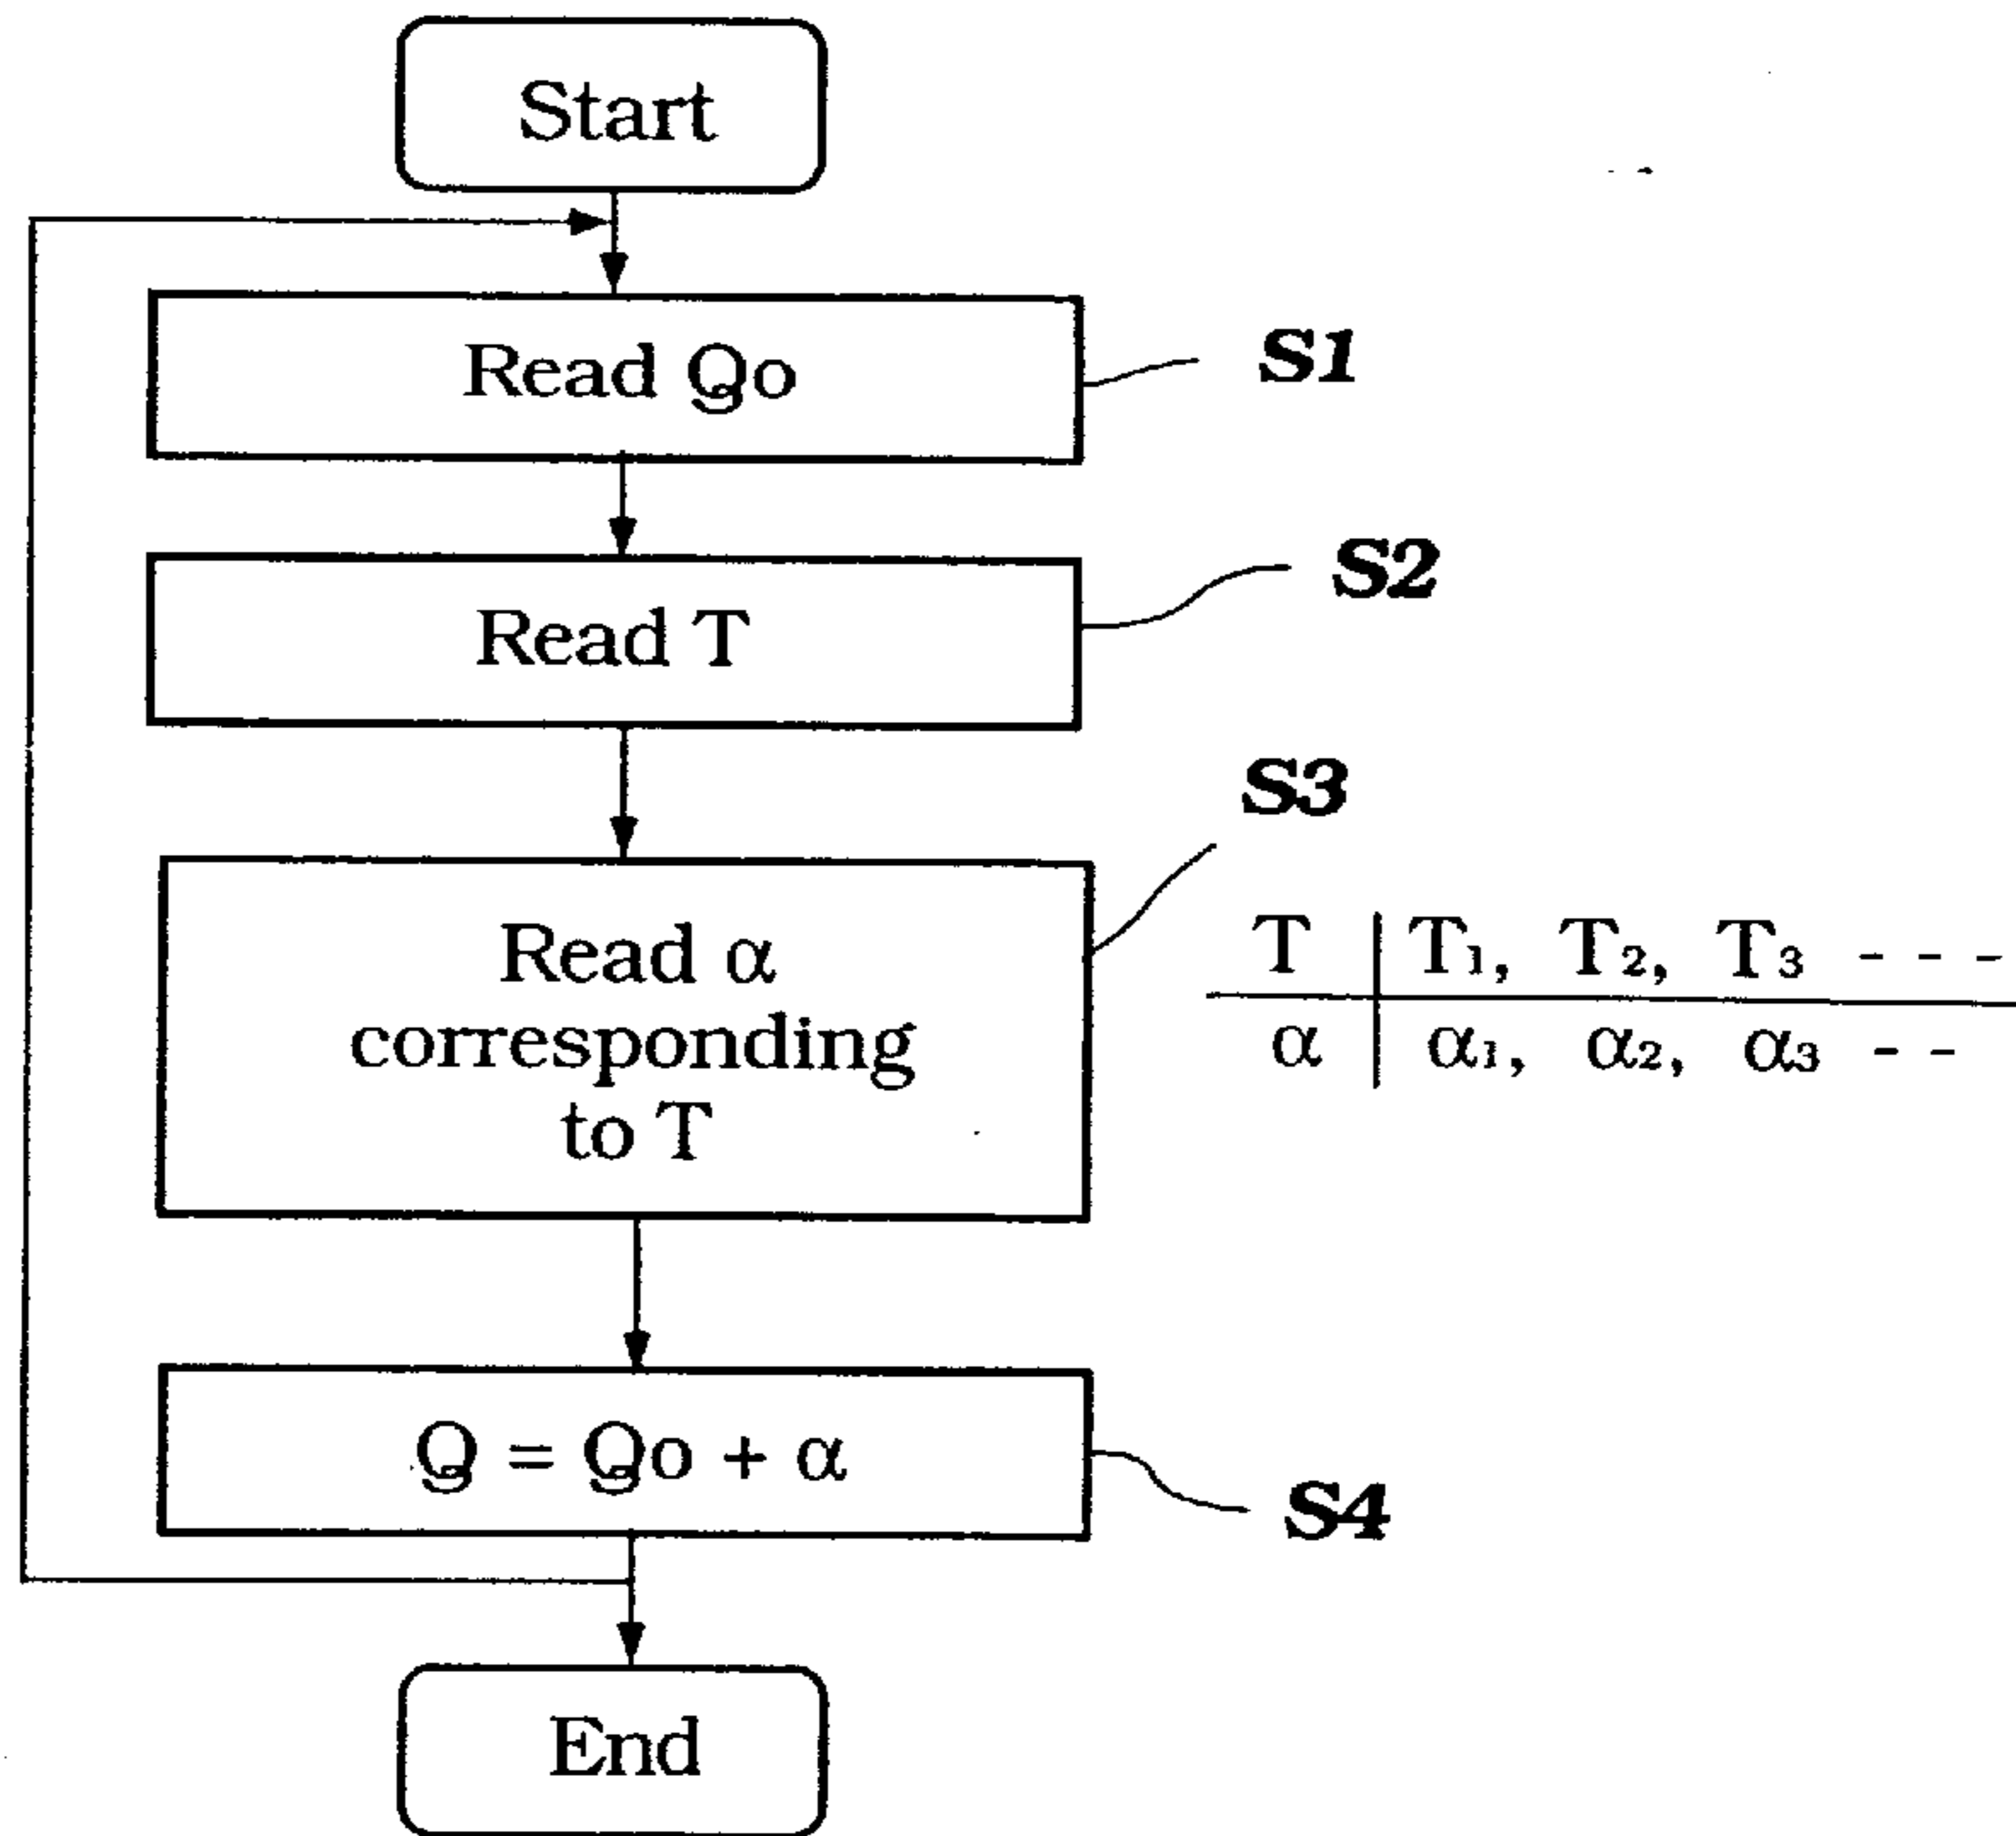 Start
Read Qo
S1
Read T
S2
S3
Read α
corresponding
to T
T | T₁, T₂, T₃ - - -
α | α₁, α₂, α₃ - -
Q = Qo + α
S4
End